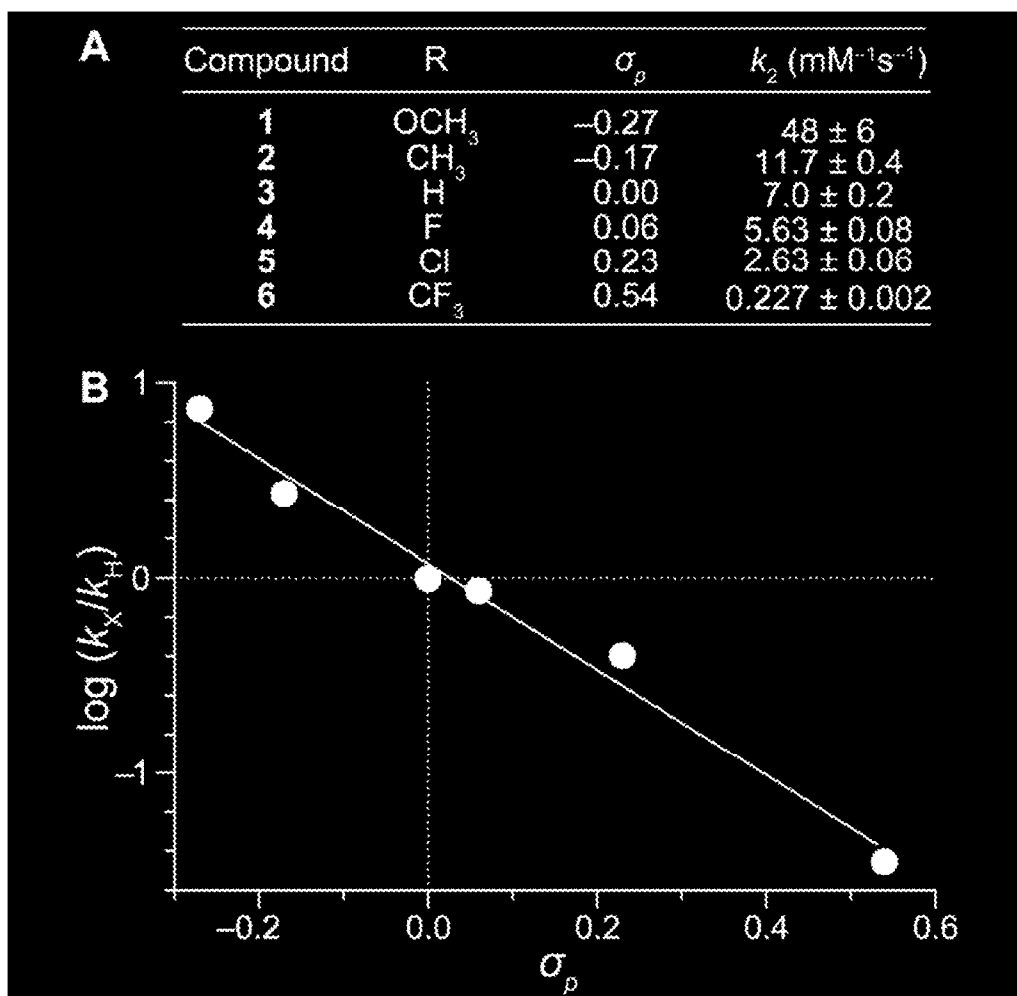 A
Compound R σp k2 (mM–1s–1)
1 OCH3 –0.27 48 ± 6
2 CH3 –0.17 11.7 ± 0.4
3 H 0.00 7.0 ± 0.2
4 F 0.06 5.63 ± 0.08
5 Cl 0.23 2.63 ± 0.06
6 CF3 0.54 0.227 ± 0.002
B
1
0
–1
log (kX/kH)
–0.2 0.0 0.2 0.4 0.6
σp